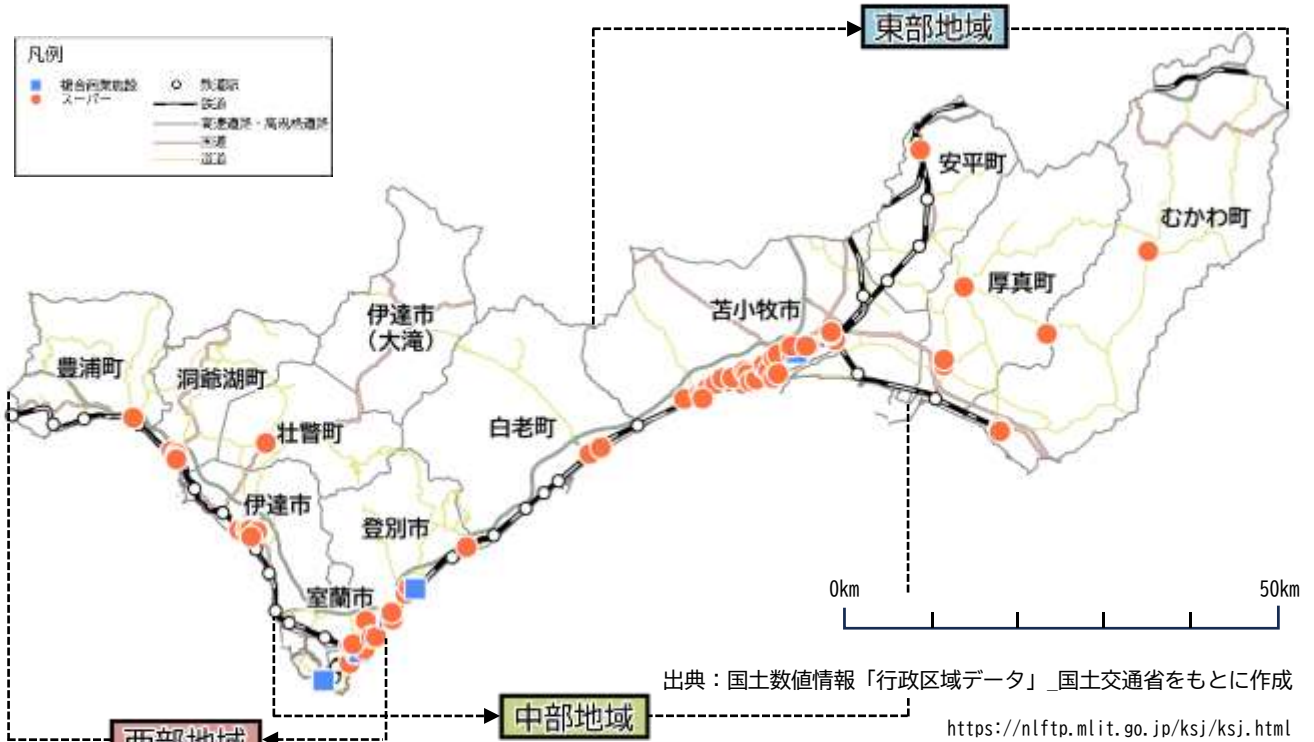 東部地域
凡例
複合商業施設
スーパー
鉄道駅
鉄道
高速道路・高規格道路
国道
道道
安平町
むかわ町
厚真町
苫小牧市
伊達市
（大滝）
豊浦町
洞爺湖町
壮瞥町
白老町
伊達市
登別市
室蘭市
0km
50km
出典：国土数値情報「行政区域データ」_国土交通省をもとに作成
中部地域
西部地域
https://nlftp.mlit.go.jp/ksj/ksj.html